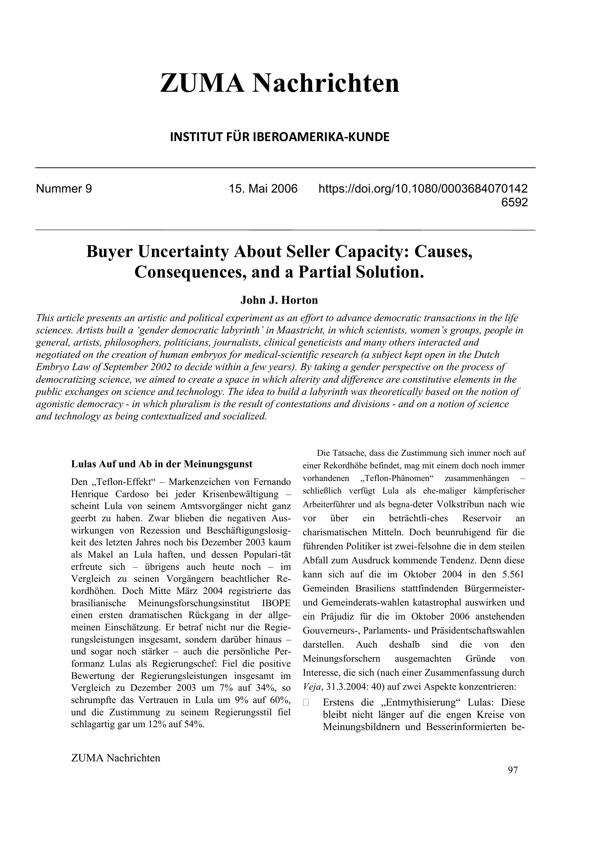 ZUMA Nachrichten
INSTITUT FÜR IBEROAMERIKA-KUNDE
Nummer 9
15. Mai 2006
https://doi.org/10.1080/0003684070142
6592
Buyer Uncertainty About Seller Capacity: Causes,
Consequences, and a Partial Solution.
John J. Horton
This article presents an artistic and political experiment as an effort to advance democratic transactions in the life
sciences. Artists built a ‘gender democratic labyrinth’ in Maastricht, in which scientists, women’s groups, people in
general, artists, philosophers, politicians, journalists, clinical geneticists and many others interacted and
negotiated on the creation of human embryos for medical-scientific research (a subject kept open in the Dutch
Embryo Law of September 2002 to decide within a few years). By taking a gender perspective on the process of
democratizing science, we aimed to create a space in which alterity and difference are constitutive elements in the
public exchanges on science and technology. The idea to build a labyrinth was theoretically based on the notion of
agonistic democracy - in which pluralism is the result of contestations and divisions - and on a notion of science
and technology as being contextualized and socialized.
Lulas Auf und Ab in der Meinungsgunst
Den „Teflon-Effekt“ – Markenzeichen von Fernando
Henrique Cardoso bei jeder Krisenbewältigung –
scheint Lula von seinem Amtsvorgänger nicht ganz
geerbt zu haben. Zwar blieben die negativen Aus-
wirkungen von Rezession und Beschäftigungslosig-
keit des letzten Jahres noch bis Dezember 2003 kaum
als Makel an Lula haften, und dessen Populari-tät
erfreute sich – übrigens auch heute noch – im
Vergleich zu seinen Vorgängern beachtlicher Re-
kordhöhen. Doch Mitte März 2004 registrierte das
brasilianische Meinungsforschungsinstitut IBOPE
einen ersten dramatischen Rückgang in der allge-
meinen Einschätzung. Er betraf nicht nur die Regie-
rungsleistungen insgesamt, sondern darüber hinaus –
und sogar noch stärker – auch die persönliche Per-
formanz Lulas als Regierungschef: Fiel die positive
Bewertung der Regierungsleistungen insgesamt im
Vergleich zu Dezember 2003 um 7% auf 34%, so
schrumpfte das Vertrauen in Lula um 9% auf 60%,
und die Zustimmung zu seinem Regierungsstil fiel
schlagartig gar um 12% auf 54%.
Die Tatsache, dass die Zustimmung sich immer noch auf
einer Rekordhöhe befindet, mag mit einem doch noch immer
vorhandenen „Teflon-Phänomen“ zusammenhängen –
schließlich verfügt Lula als ehe-maliger kämpferischer
Arbeiterführer und als begna-deter Volkstribun nach wie
vor über ein beträchtli-ches Reservoir an
charismatischen Mitteln. Doch beunruhigend für die
führenden Politiker ist zwei-felsohne die in dem steilen
Abfall zum Ausdruck kommende Tendenz. Denn diese
kann sich auf die im Oktober 2004 in den 5.561
Gemeinden Brasiliens stattfindenden Bürgermeister-
und Gemeinderats-wahlen katastrophal auswirken und
ein Präjudiz für die im Oktober 2006 anstehenden
Gouverneurs-, Parlaments- und Präsidentschaftswahlen
darstellen. Auch deshalb sind die von den
Meinungsforschern ausgemachten Gründe von
Interesse, die sich (nach einer Zusammenfassung durch
Veja, 31.3.2004: 40) auf zwei Aspekte konzentrieren:
Erstens die „Entmythisierung“ Lulas: Diese
bleibt nicht länger auf die engen Kreise von
Meinungsbildnern und Besserinformierten be-
ZUMA Nachrichten
97